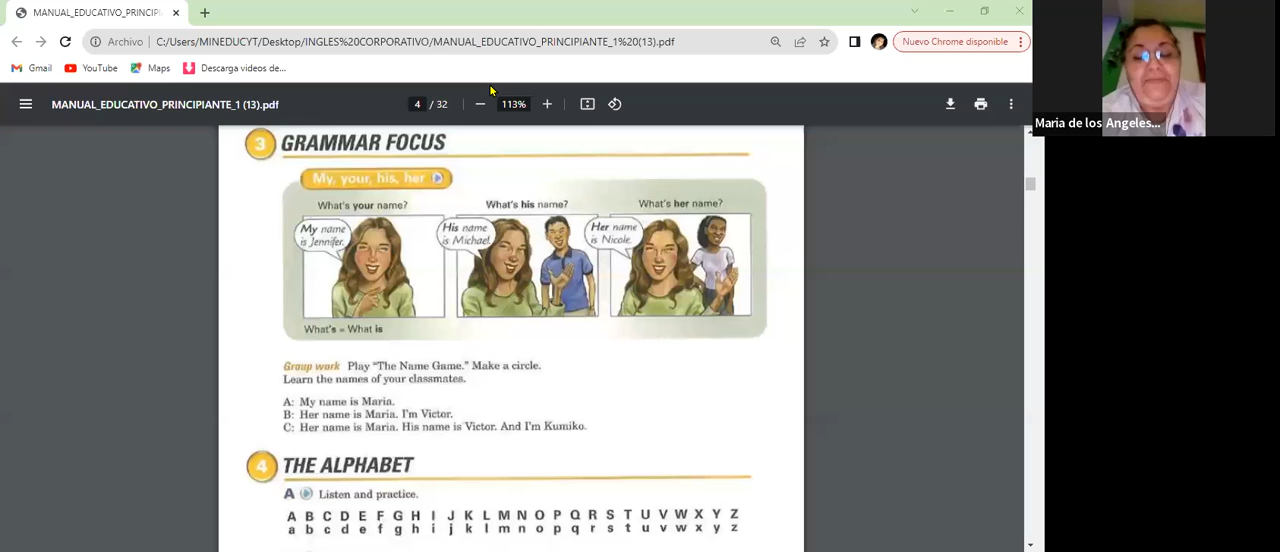 MANUAL_EDUCATIVO_PRINCIPI
Archivo C:/Users/MINEDUCYT/Desktop/INGLES%20CORPORATIVO/MANUAL_EDUCATIVO_PRINCIPIANTE_1%20(13).pdf
Nuevo Chrome disponible
Gmail YouTube Maps Descarga videos de...
MANUAL_EDUCATIVO_PRINCIPIANTE_1 (13).pdf 4 / 32 113%
Maria de los Angeles...
3 GRAMMAR FOCUS
My, your, his, her
What's your name? What's his name? What's her name?
My name
is Jennifer.
His name
is Michael.
Her name
is Nicole.
What's = What is
Group work Play "The Name Game." Make a circle.
Learn the names of your classmates.
A: My name is Maria.
B: Her name is Maria. I'm Victor.
C: Her name is Maria. His name is Victor. And I'm Kumiko.
4 THE ALPHABET
A Listen and practice.
A B C D E F G H I J K L M N O P Q R S T U V W X Y Z
a b c d e f g h i j k l m n o p q r s t u v w x y z